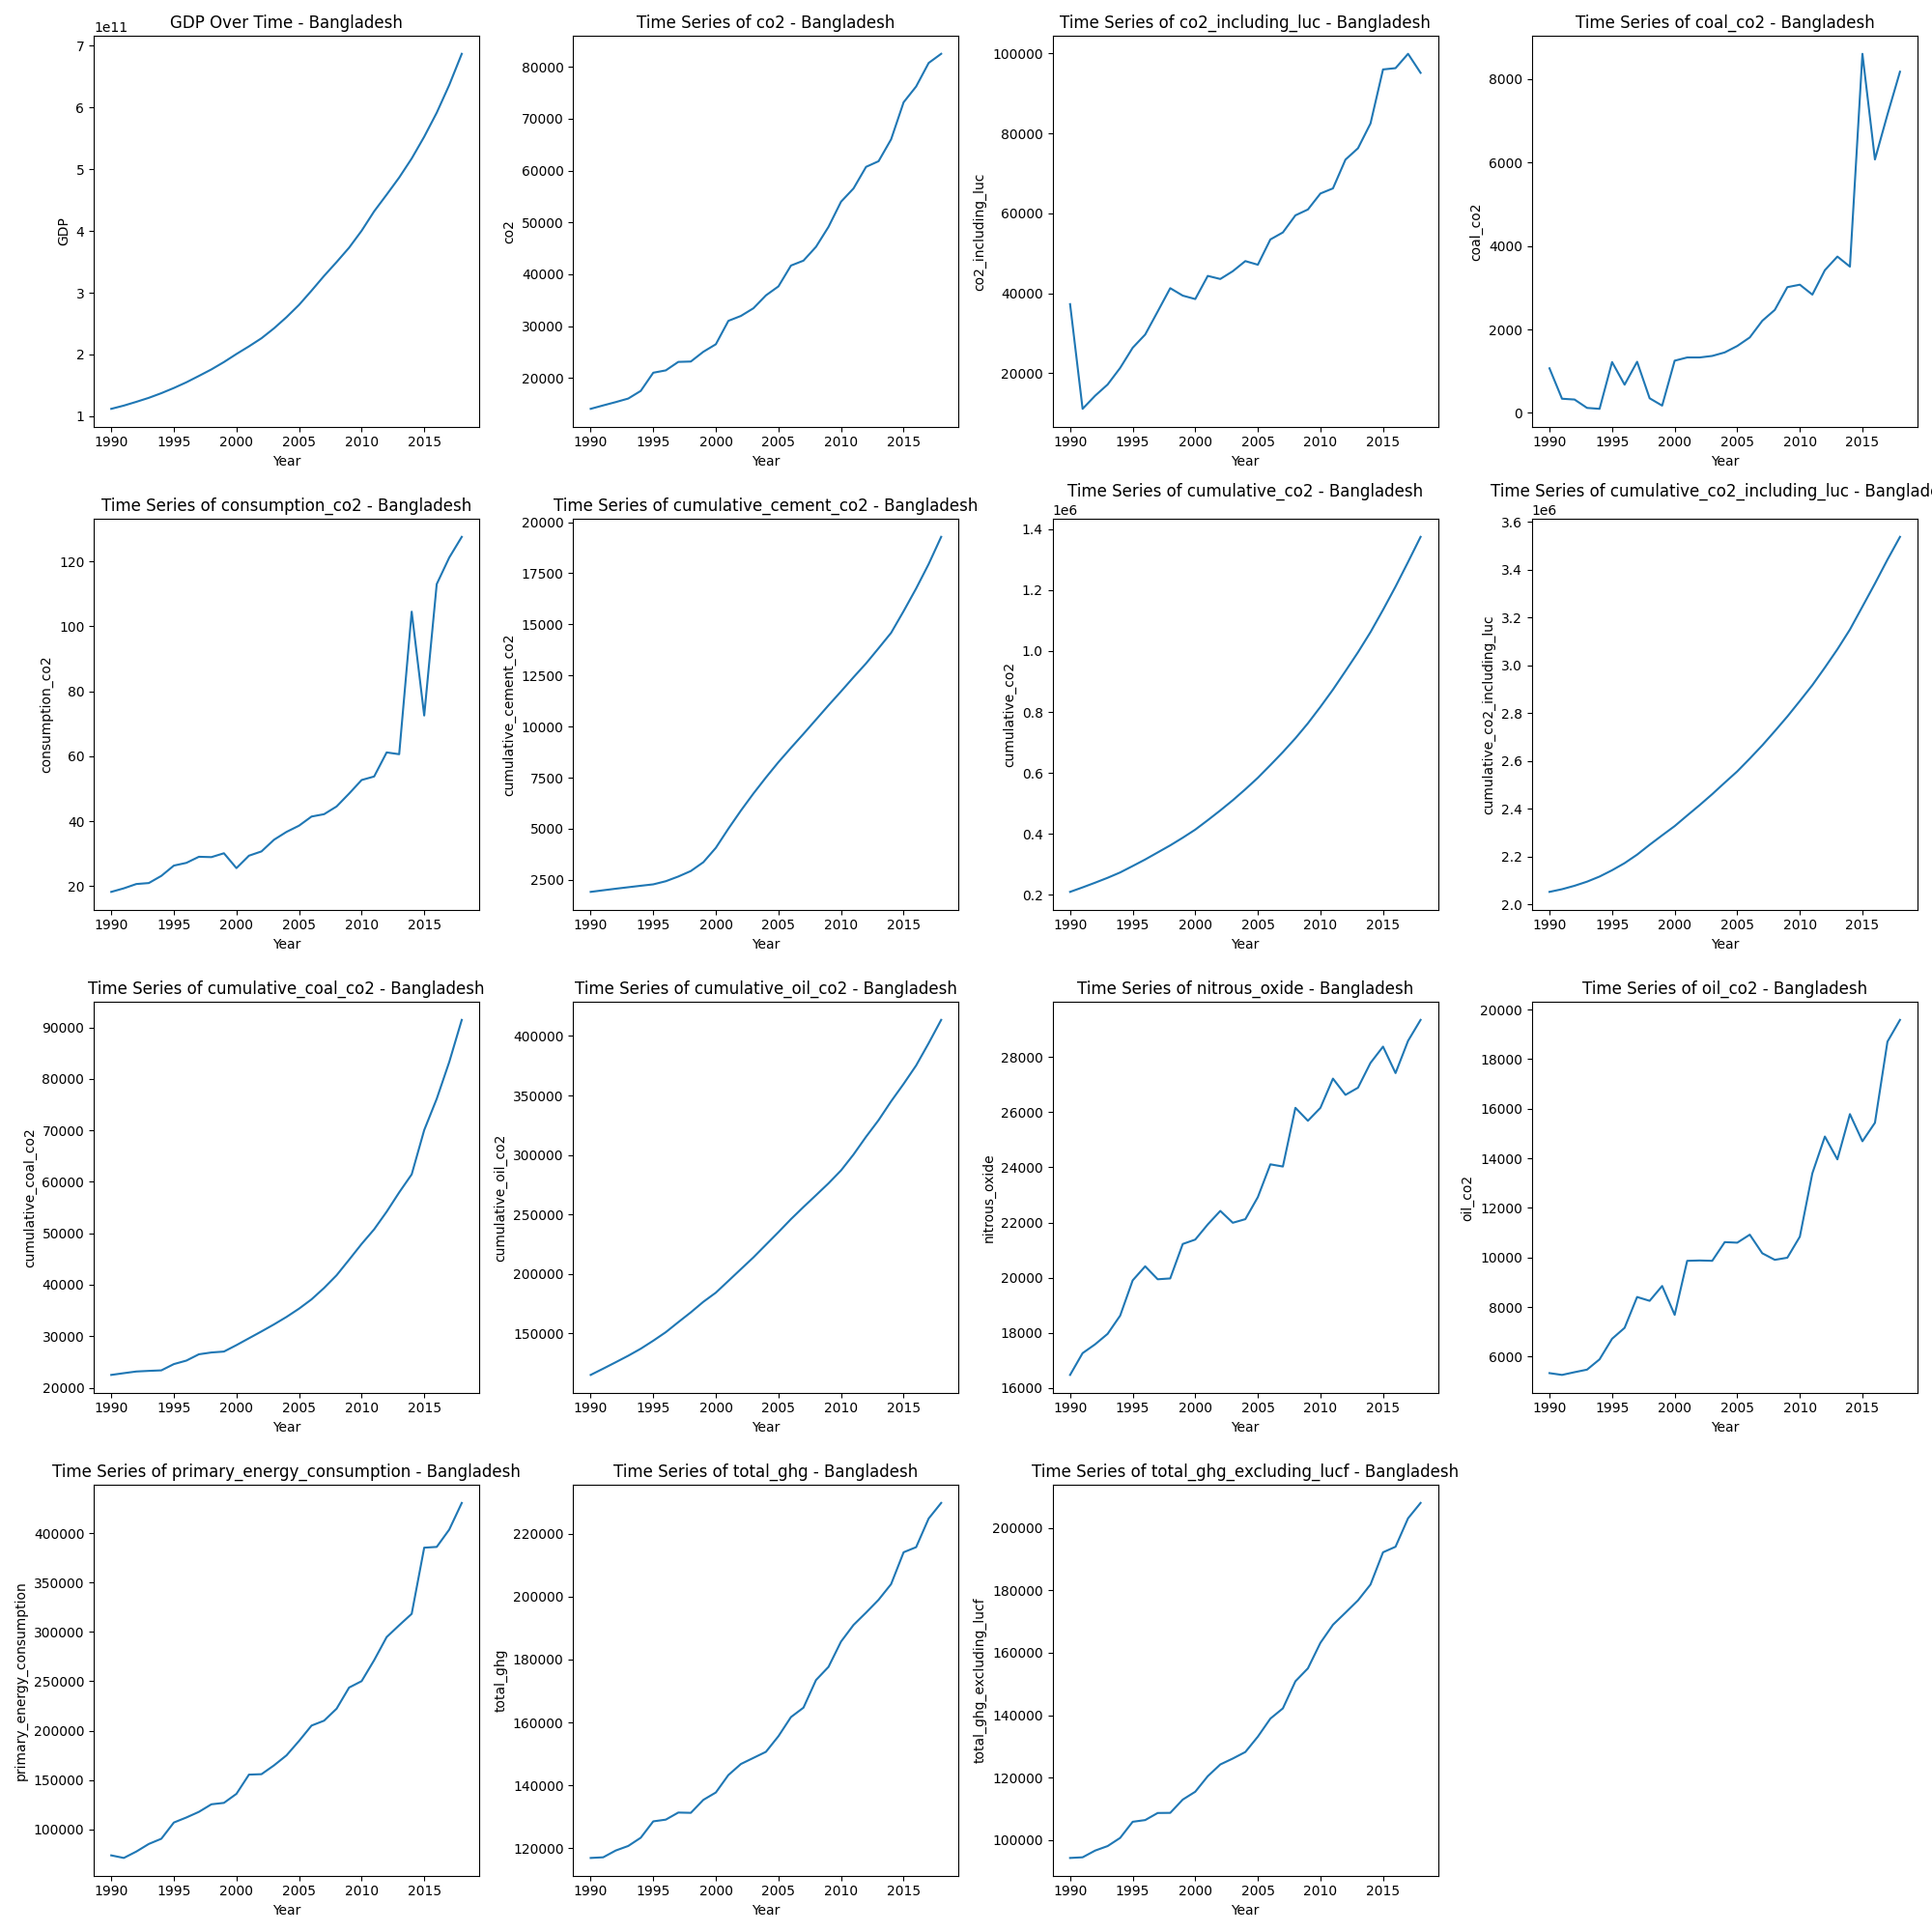 GDP Over Time - Bangladesh
1e11
7
6
5
4
3
2
1
GDP
1990 1995 2000 2005 2010 2015
Year
Time Series of co2 - Bangladesh
80000
70000
60000
50000
40000
30000
20000
co2
1990 1995 2000 2005 2010 2015
Year
Time Series of co2_including_luc - Bangladesh
100000
80000
60000
40000
20000
co2_including_luc
1990 1995 2000 2005 2010 2015
Year
Time Series of coal_co2 - Bangladesh
8000
6000
4000
2000
0
coal_co2
1990 1995 2000 2005 2010 2015
Year
Time Series of consumption_co2 - Bangladesh
120
100
80
60
40
20
consumption_co2
1990 1995 2000 2005 2010 2015
Year
Time Series of cumulative_cement_co2 - Bangladesh
20000
17500
15000
12500
10000
7500
5000
2500
cumulative_cement_co2
1990 1995 2000 2005 2010 2015
Year
Time Series of cumulative_co2 - Bangladesh
1e6
1.4
1.2
1.0
0.8
0.6
0.4
0.2
cumulative_co2
1990 1995 2000 2005 2010 2015
Year
Time Series of cumulative_co2_including_luc - Banglad
1e6
3.6
3.4
3.2
3.0
2.8
2.6
2.4
2.2
2.0
cumulative_co2_including_luc
1990 1995 2000 2005 2010 2015
Year
Time Series of cumulative_coal_co2 - Bangladesh
90000
80000
70000
60000
50000
40000
30000
20000
cumulative_coal_co2
1990 1995 2000 2005 2010 2015
Year
Time Series of cumulative_oil_co2 - Bangladesh
400000
350000
300000
250000
200000
150000
cumulative_oil_co2
1990 1995 2000 2005 2010 2015
Year
Time Series of nitrous_oxide - Bangladesh
28000
26000
24000
22000
20000
18000
16000
nitrous_oxide
1990 1995 2000 2005 2010 2015
Year
Time Series of oil_co2 - Bangladesh
20000
18000
16000
14000
12000
10000
8000
6000
oil_co2
1990 1995 2000 2005 2010 2015
Year
Time Series of primary_energy_consumption - Bangladesh
400000
350000
300000
250000
200000
150000
100000
primary_energy_consumption
1990 1995 2000 2005 2010 2015
Year
Time Series of total_ghg - Bangladesh
220000
200000
180000
160000
140000
120000
total_ghg
1990 1995 2000 2005 2010 2015
Year
Time Series of total_ghg_excluding_lucf - Bangladesh
200000
180000
160000
140000
120000
100000
total_ghg_excluding_lucf
1990 1995 2000 2005 2010 2015
Year